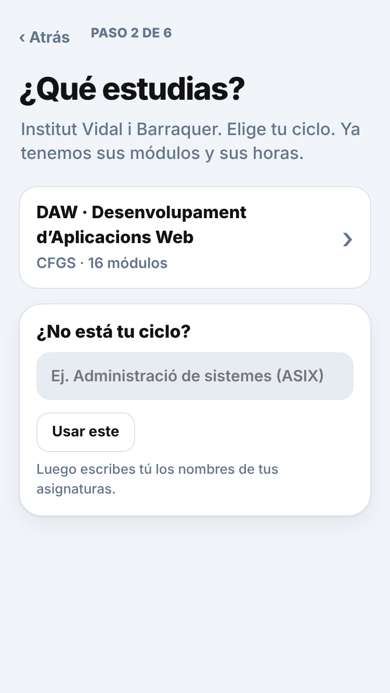 ‹ Atrás PASO 2 DE 6
¿Qué estudias?
Institut Vidal i Barraquer. Elige tu ciclo. Ya
tenemos sus módulos y sus horas.
DAW · Desenvolupament
d’Aplicacions Web
CFGS · 16 módulos
¿No está tu ciclo?
Ej. Administració de sistemes (ASIX)
Usar este
Luego escribes tú los nombres de tus
asignaturas.